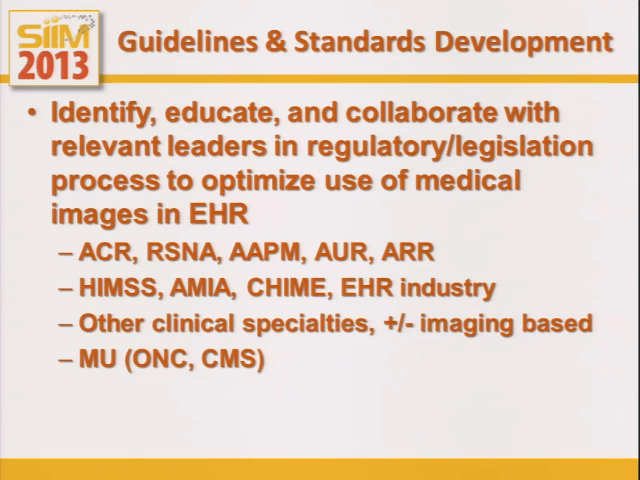 SiiM
2013
Guidelines & Standards Development
• Identify, educate, and collaborate with
relevant leaders in regulatory/legislation
process to optimize use of medical
images in EHR
– ACR, RSNA, AAPM, AUR, ARR
– HIMSS, AMIA, CHIME, EHR industry
– Other clinical specialties, +/- imaging based
– MU (ONC, CMS)